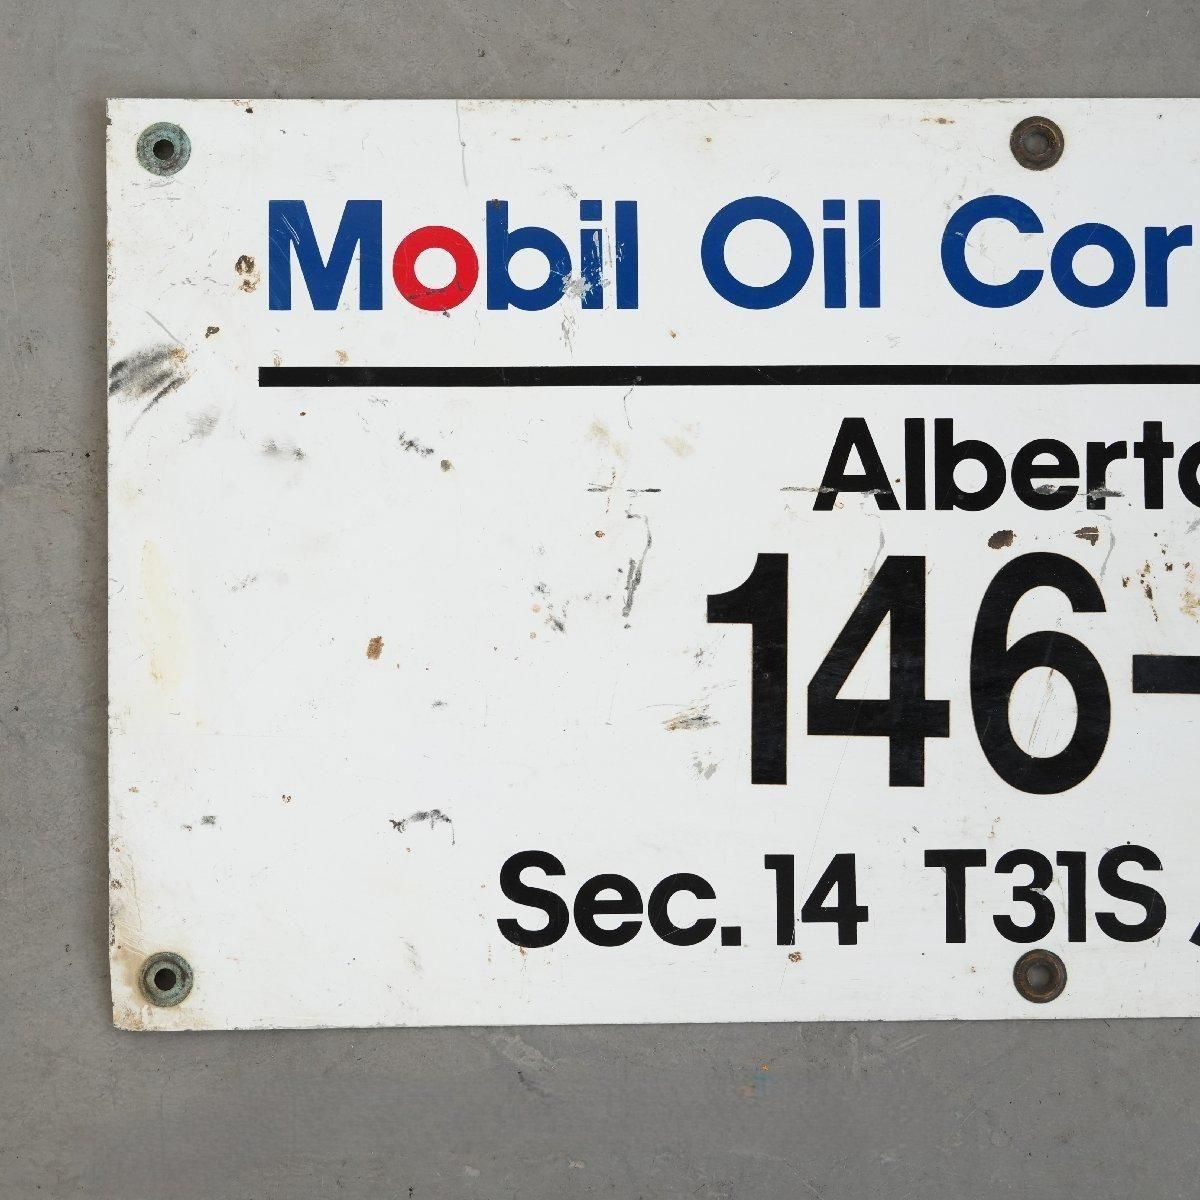 Mobil Oil Cor
Alberto
146-
Sec. 14 T31S